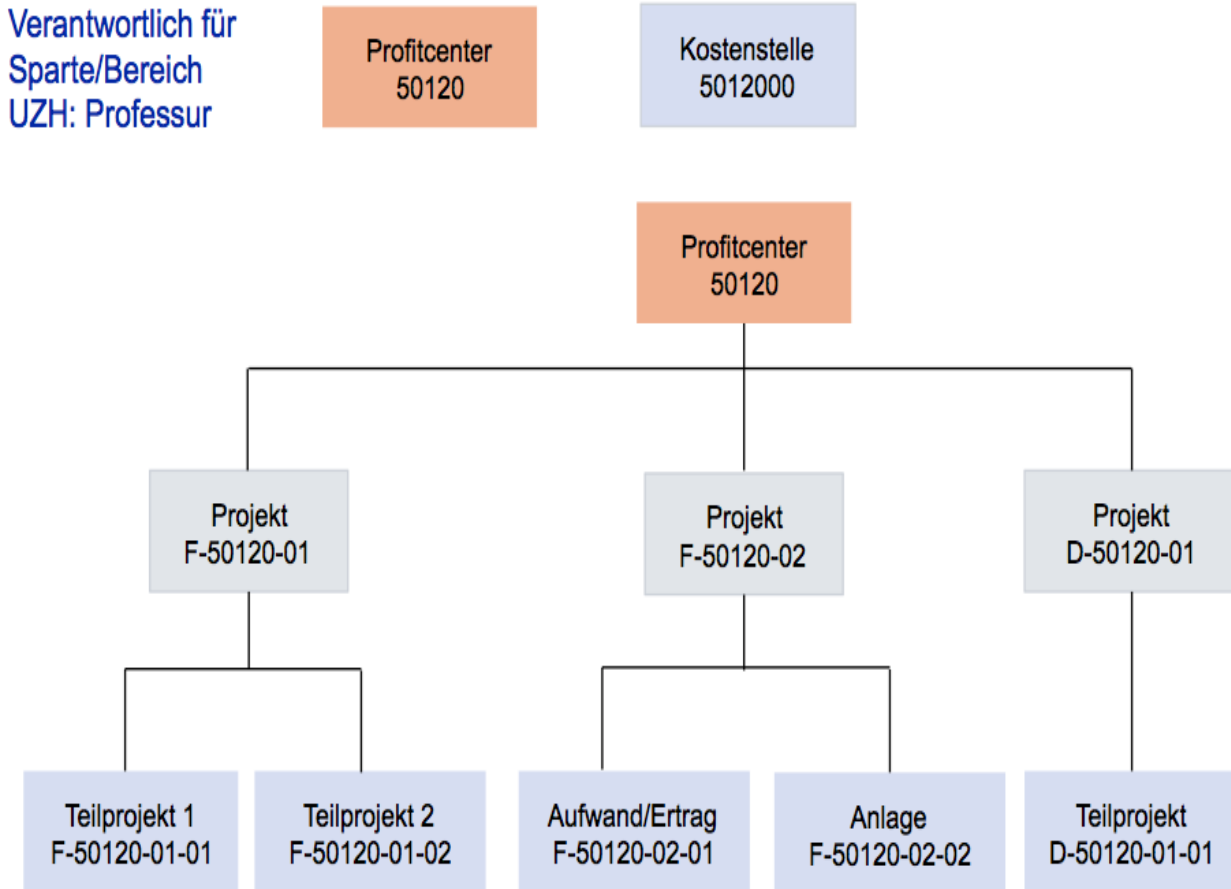 Verantwortlich für
Sparte/Bereich
UZH: Professur
Profitcenter
50120
Kostenstelle
5012000
Profitcenter
50120
Projekt
F-50120-01
Projekt
F-50120-02
Projekt
D-50120-01
Teilprojekt 1
F-50120-01-01
Teilprojekt 2
F-50120-01-02
Aufwand/Ertrag
F-50120-02-01
Anlage
F-50120-02-02
Teilprojekt
D-50120-01-01